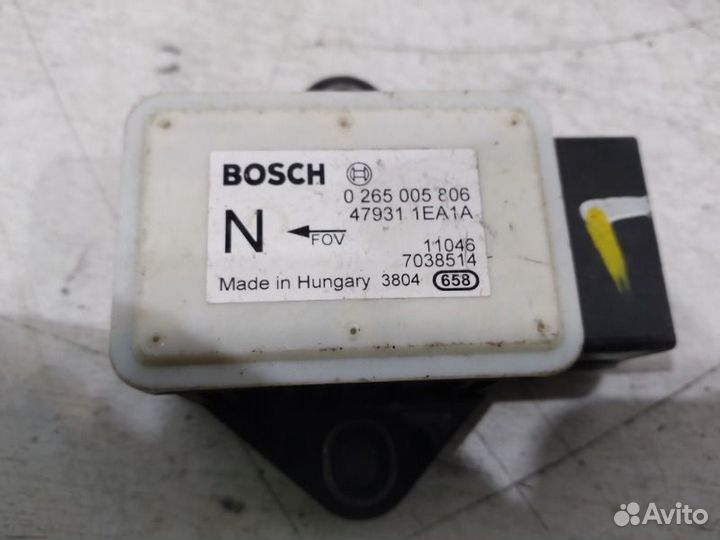 BOSCH
0 265 005 806
47931 1EA1A
N
FOV
11046
7038514
Made in Hungary 3804 658
Avito